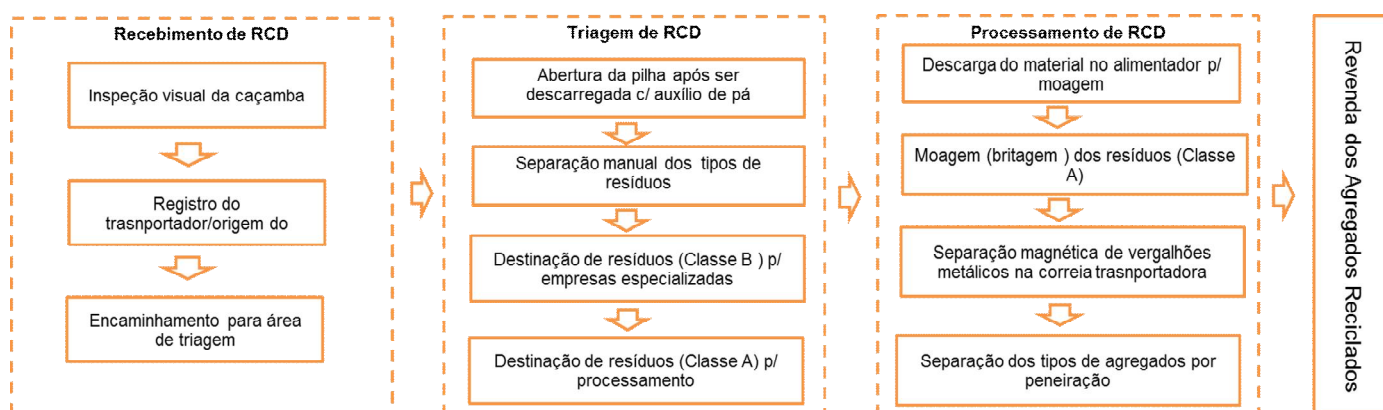 Recebimento de RCD
Inspeção visual da caçamba
Registro do
trasnportador/origem do
Encaminhamento para área
de triagem
Triagem de RCD
Abertura da pilha após ser
descarregada c/ auxílio de pá
Separação manual dos tipos de
resíduos
Destinação de resíduos (Classe B ) p/
empresas especializadas
Destinação de resíduos (Classe A) p/
processamento
Processamento de RCD
Descarga do material no alimentador p/
moagem
Moagem (britagem ) dos resíduos (Classe
A)
Separação magnética de vergalhões
metálicos na correia trasnportadora
Separação dos tipos de agregados por
peneiração
Revenda dos Agregados Reciclados